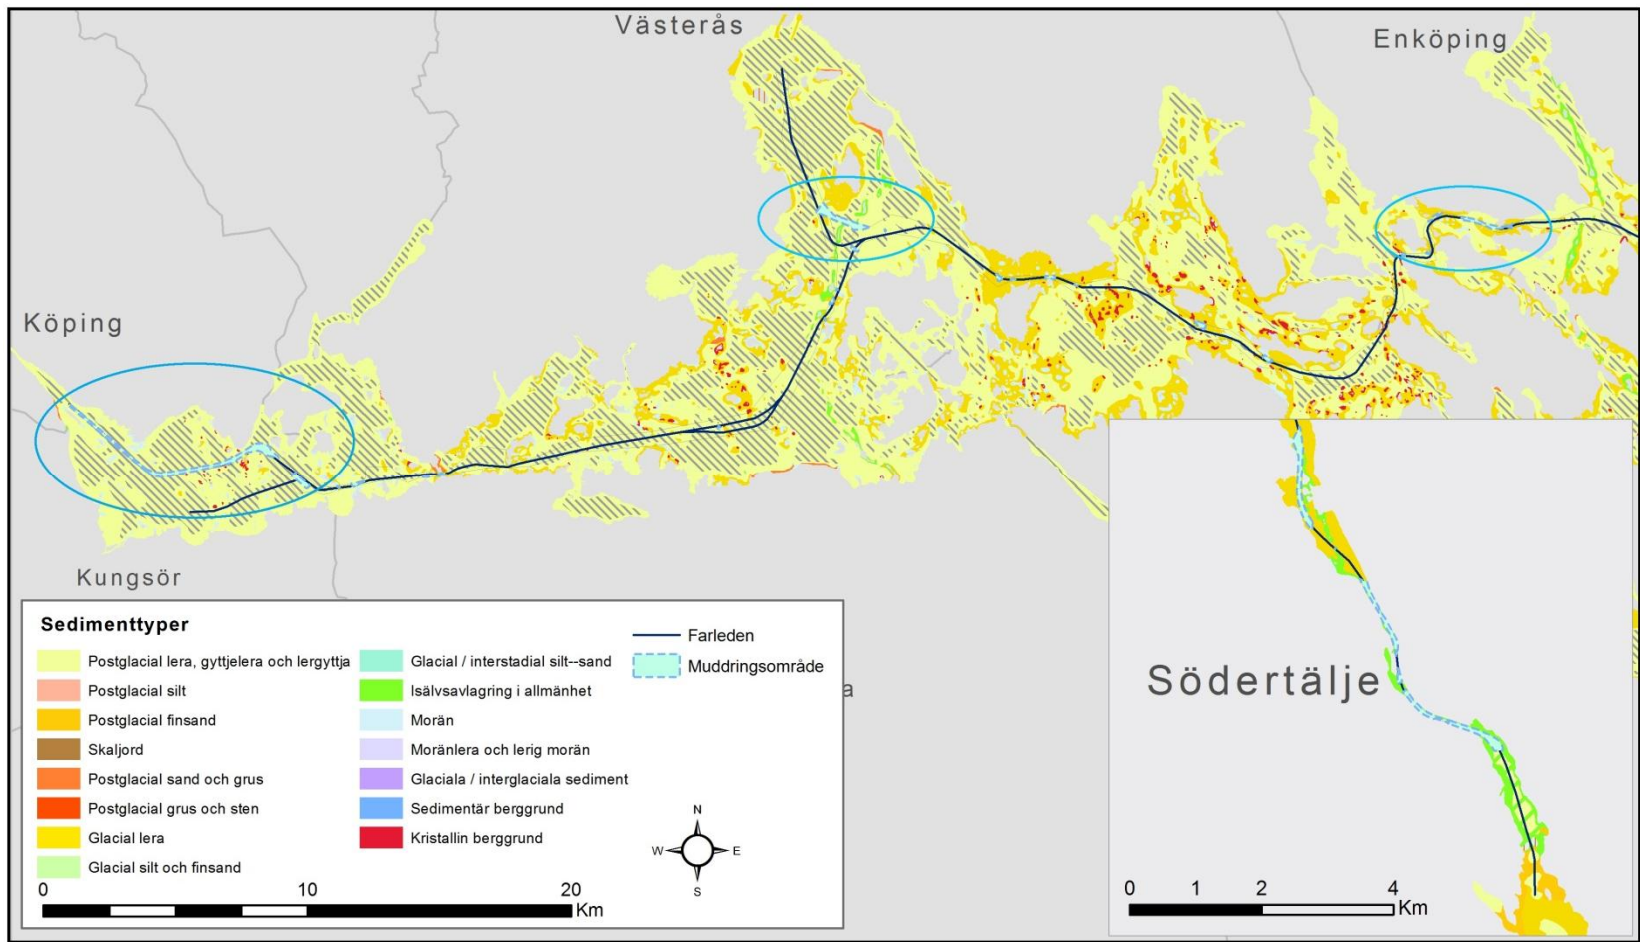 Västerås
Enköping
Köping
Kungsör
Sedimenttyper
Postglacial lera, gyttjelera och lergyttja
Postglacial silt
Postglacial finsand
Skaljord
Postglacial sand och grus
Postglacial grus och sten
Glacial lera
Glacial silt och finsand
Glacial / interstadial silt--sand
Isälvsavlagring i allmänhet
Morän
Moränlera och lerig morän
Glaciala / interglaciala sediment
Sedimentär berggrund
Kristallin berggrund
Farleden
Muddringsområde
N
W E
S
0 10 20
Km
a
Södertälje
0 1 2 4
Km